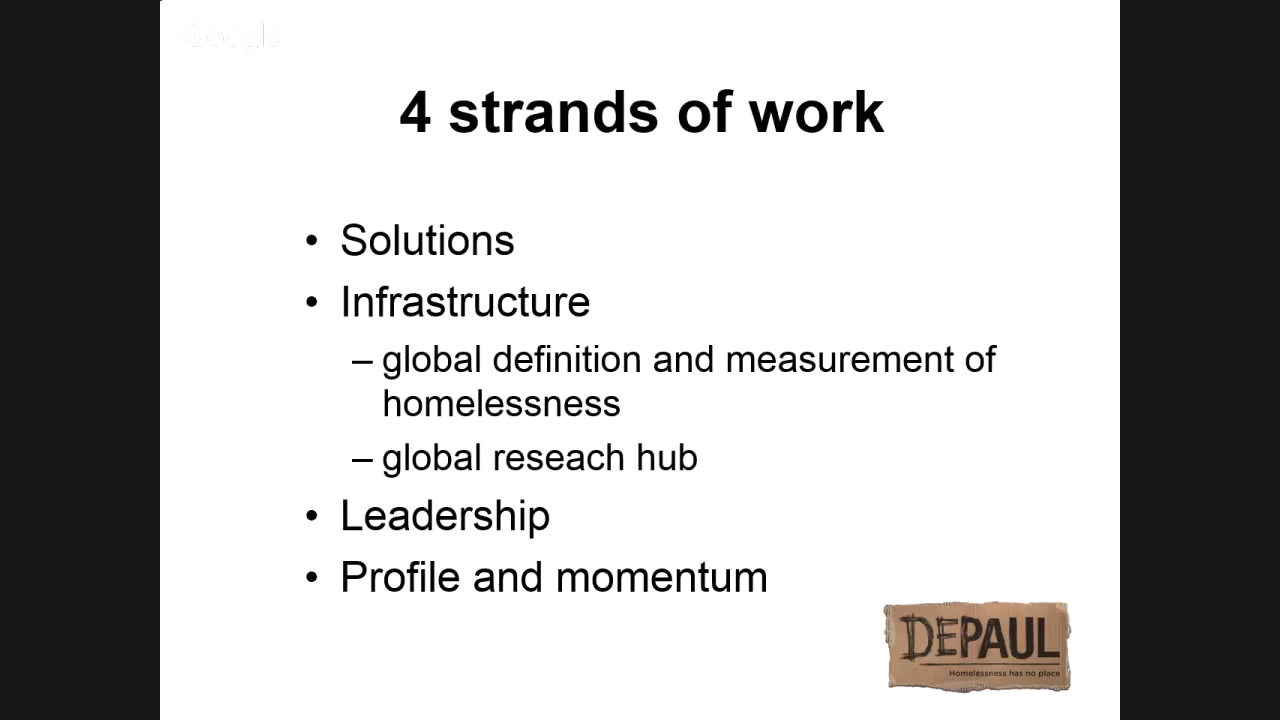 Google
4 strands of work
• Solutions
• Infrastructure
– global definition and measurement of
homelessness
– global reseach hub
• Leadership
• Profile and momentum
DEPAUL
Homelessness has no place